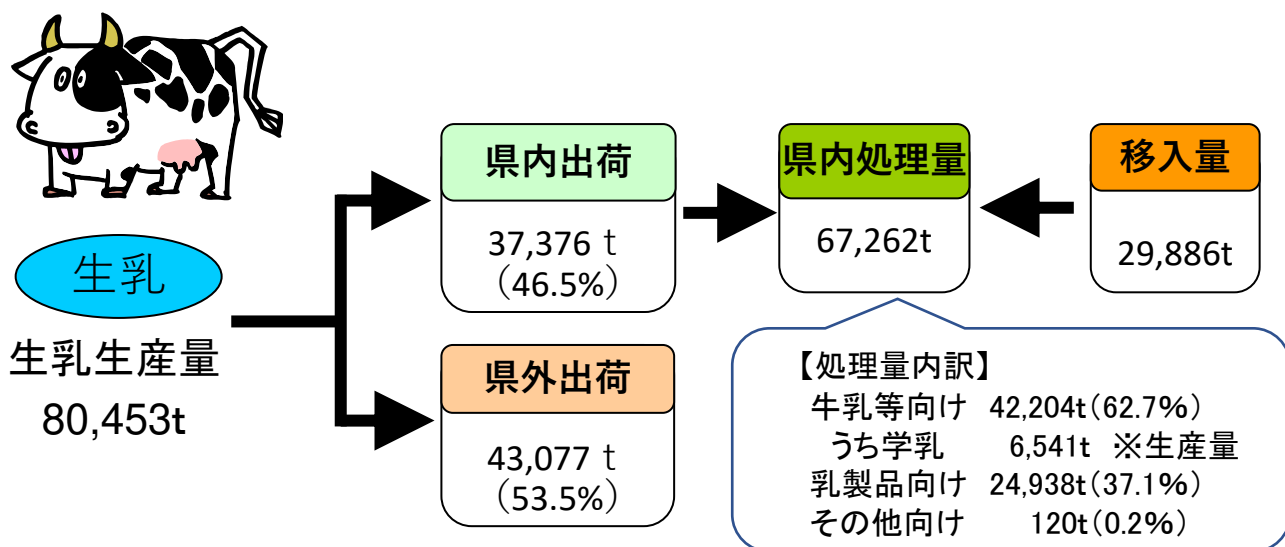 生乳
生乳生産量
80,453t
県内出荷
37,376 t
(46.5%)
県外出荷
43,077 t
(53.5%)
県内処理量
67,262t
移入量
29,886t
【処理量内訳】
牛乳等向け 42,204t(62.7%)
うち学乳 6,541t ※生産量
乳製品向け 24,938t(37.1%)
その他向け 120t(0.2%)